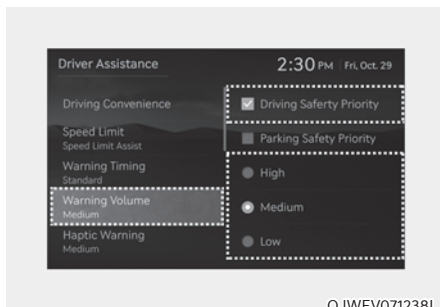 Driver Assistance
2:30 PM Fri, Oct. 29
Driving Convenience
Speed Limit
Speed Limit Assist
Warning Timing
Standard
Warning Volume
Medium
Haptic Warning
Medium
Driving Saferty Priority
Parking Safety Priority
High
Medium
Low
OJWEV071238L